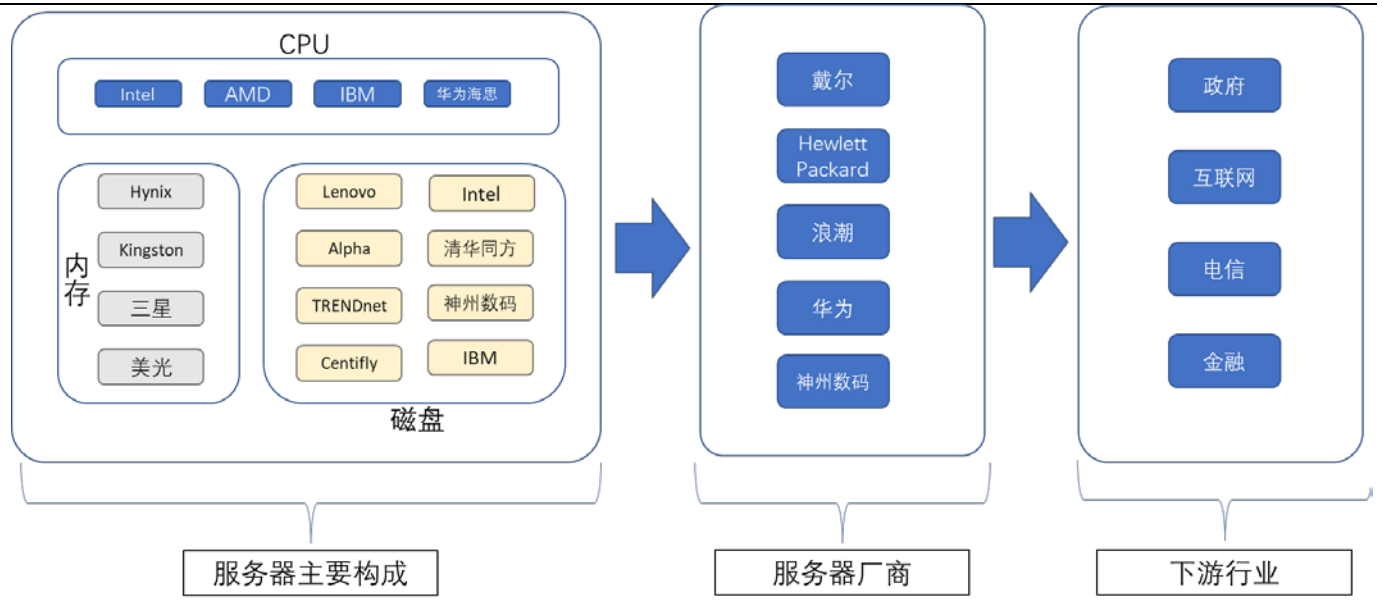 CPU
Intel
AMD
IBM
华为海思
内存
Hynix
Kingston
三星
美光
Lenovo
Intel
Alpha
清华同方
TRENDnet
神州数码
Centifly
IBM
磁盘
服务器主要构成
戴尔
Hewlett
Packard
浪潮
华为
神州数码
服务器厂商
政府
互联网
电信
金融
下游行业